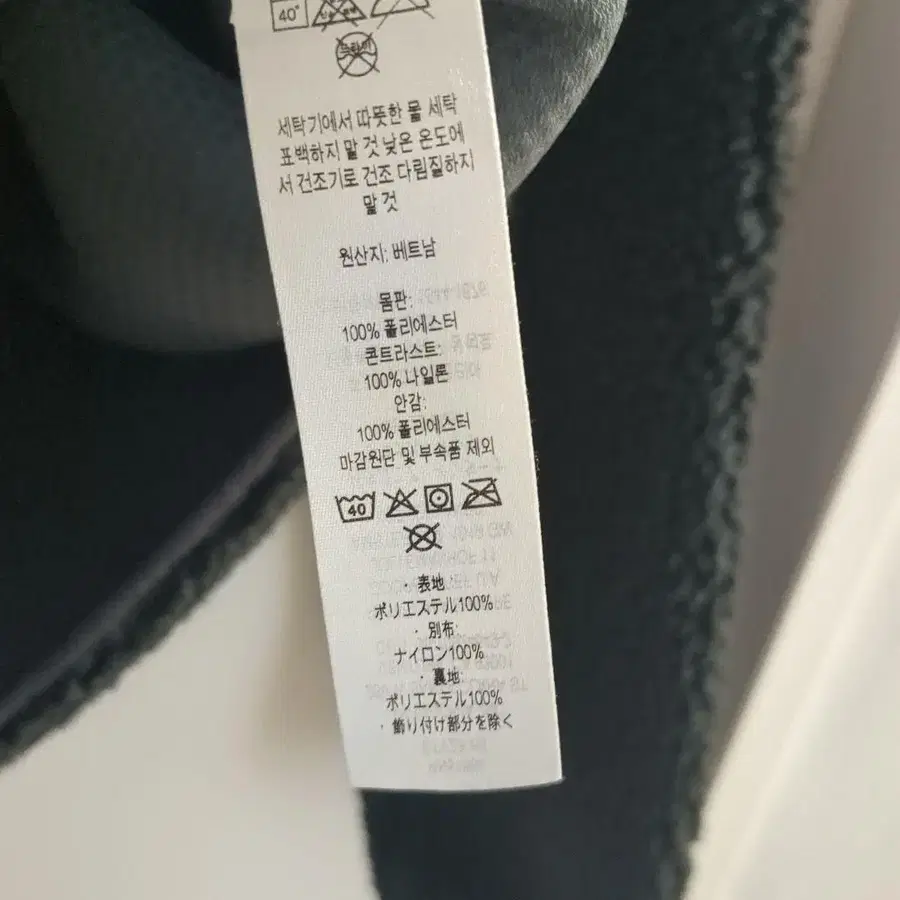 40°
드라이
세탁기에서 따뜻한 물 세탁
표백하지 말 것 낮은 온도에
서 건조기로 건조 다림질하지
말 것
원산지: 베트남
몸판:
100% 폴리에스터
콘트라스트:
100% 나일론
안감:
100% 폴리에스터
마감원단 및 부속품 제외
40
・ 表地:
ポリエステル100%
・ 別布:
ナイロン100%
・ 裏地:
ポリエステル100%
・ 飾り付け部分を除く